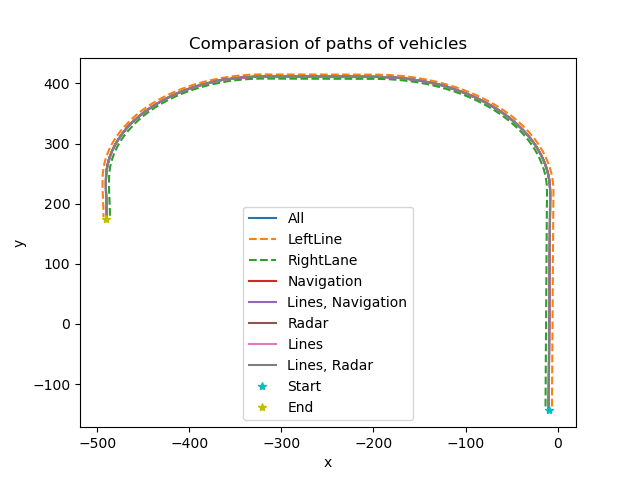 Comparasion of paths of vehicles
400
300
200
100
0
−100
y
All
LeftLine
RightLane
Navigation
Lines, Navigation
Radar
Lines
Lines, Radar
Start
End
−500 −400 −300 −200 −100 0
x